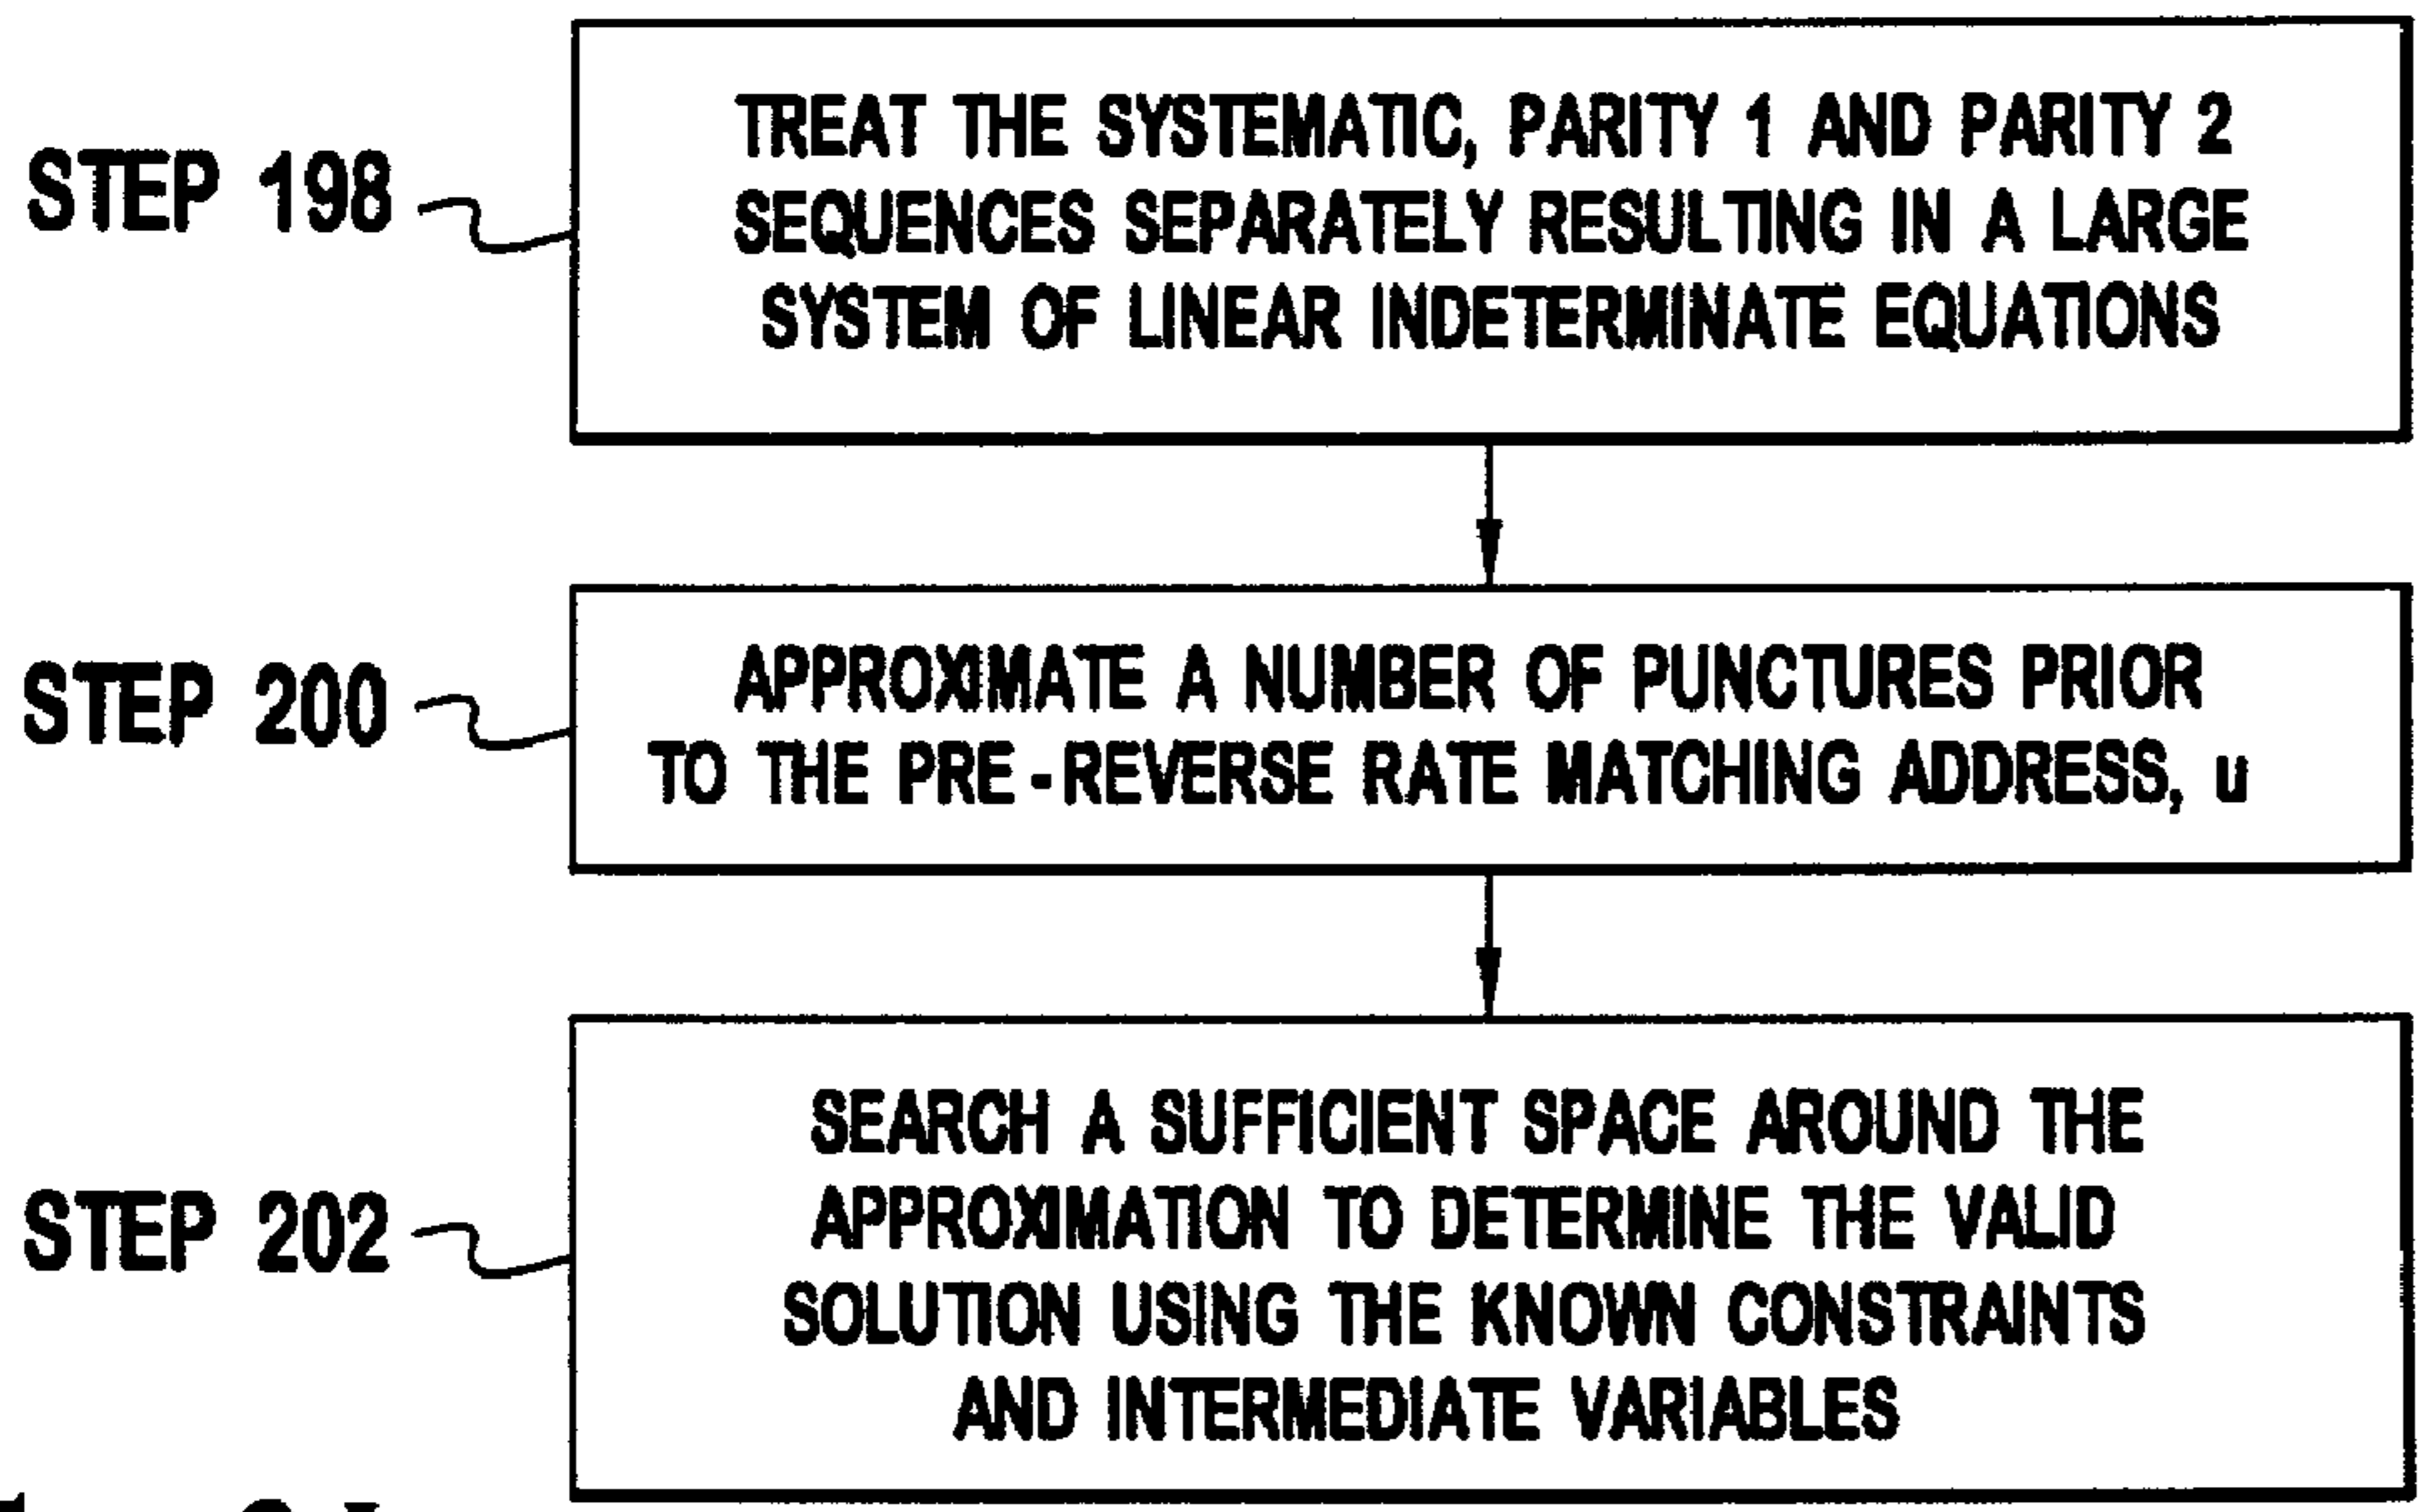 STEP 198
TREAT THE SYSTEMATIC, PARITY 1 AND PARITY 2
SEQUENCES SEPARATELY RESULTING IN A LARGE
SYSTEM OF LINEAR INDETERMINATE EQUATIONS
STEP 200
APPROXIMATE A NUMBER OF PUNCTURES PRIOR
TO THE PRE-REVERSE RATE MATCHING ADDRESS, u
STEP 202
SEARCH A SUFFICIENT SPACE AROUND THE
APPROXIMATION TO DETERMINE THE VALID
SOLUTION USING THE KNOWN CONSTRAINTS
AND INTERMEDIATE VARIABLES